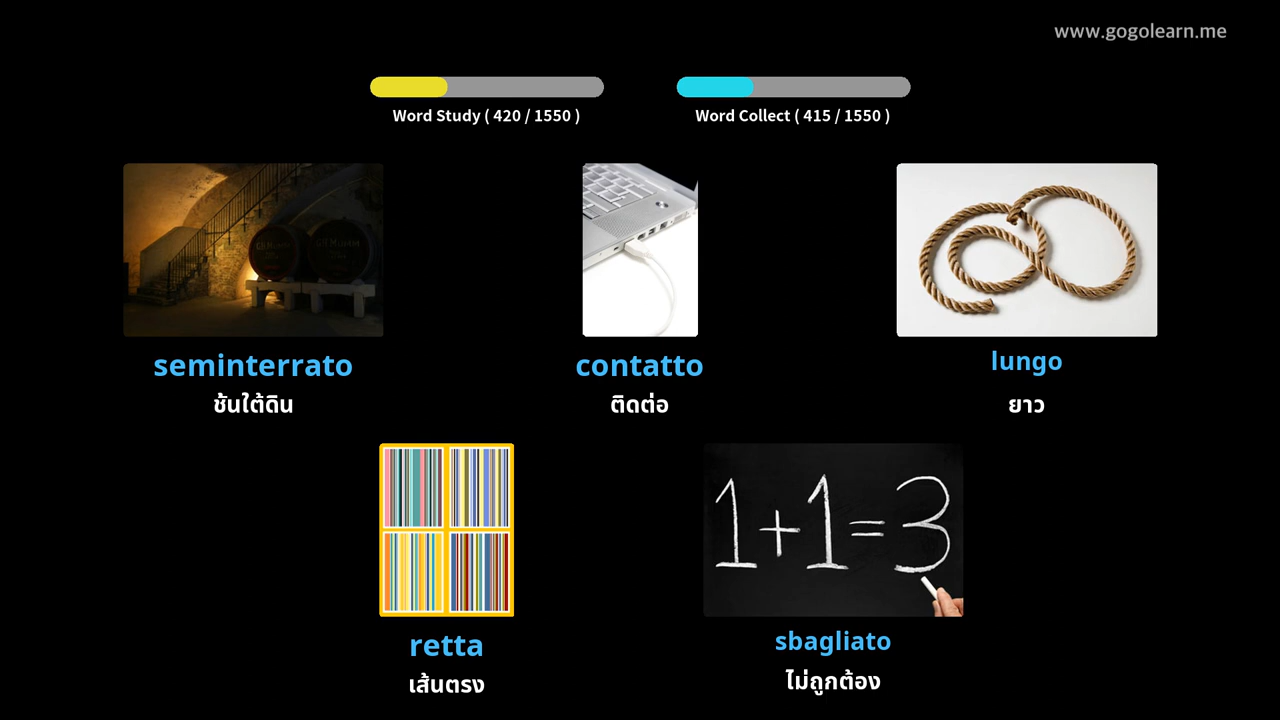 www.gogolearn.me
Word Study ( 420 / 1550 )
Word Collect ( 415 / 1550 )
seminterrato
ชั้นใต้ดิน
contatto
ติดต่อ
lungo
ยาว
1+1=3
retta
เส้นตรง
sbagliato
ไม่ถูกต้อง